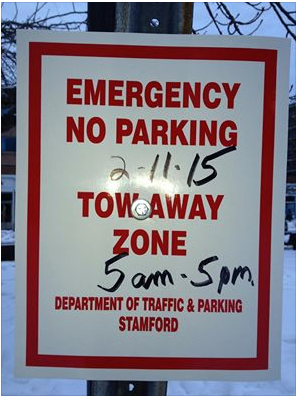 EMERGENCY
NO PARKING
2-11-15
TOW AWAY
ZONE
5am-5pm.
DEPARTMENT OF TRAFFIC & PARKING
STAMFORD